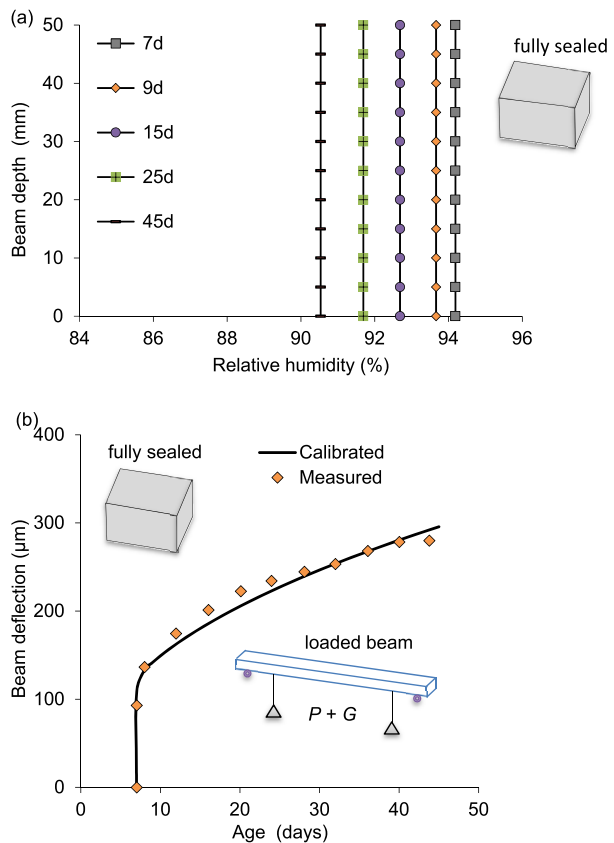 (a)
50
40
30
20
10
0
Beam depth (mm)
7d
9d
15d
25d
45d
fully sealed
84 86 88 90 92 94 96
Relative humidity (%)
(b)
400
300
200
100
0
Beam deflection (μm)
fully sealed
Calibrated
Measured
loaded beam
P + G
0 10 20 30 40 50
Age (days)